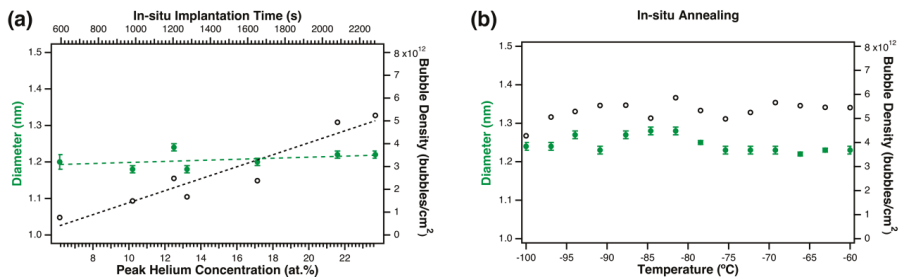 (a)
In-situ Implantation Time (s)
600 800 1000 1200 1400 1600 1800 2000 2200
1.5
1.4
1.3
1.2
1.1
1.0
Diameter (nm)
8 x10^12
7
6
5
4
3
2
1
0
Bubble Density (bubbles/cm²)
8 10 12 14 16 18 20 22
Peak Helium Concentration (at.%)
(b)
In-situ Annealing
1.5
1.4
1.3
1.2
1.1
1.0
Diameter (nm)
8 x10^12
7
6
5
4
3
2
1
0
Bubble Density (bubbles/cm²)
-100 -95 -90 -85 -80 -75 -70 -65 -60
Temperature (ºC)